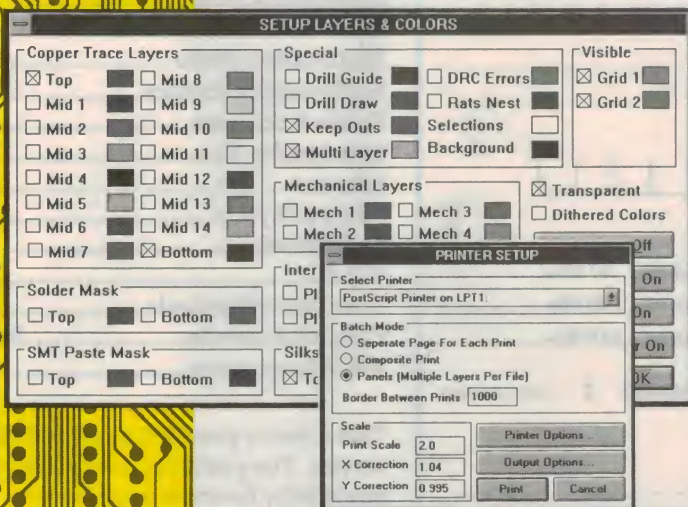 SETUP LAYERS & COLORS
Copper Trace Layers
Top Mid 8
Mid 1 Mid 9
Mid 2 Mid 10
Mid 3 Mid 11
Mid 4 Mid 12
Mid 5 Mid 13
Mid 6 Mid 14
Mid 7 Bottom
Solder Mask
Top Bottom
SMT Paste Mask
Top Bottom
Special
Drill Guide DRC Errors
Drill Draw Rats Nest
Keep Outs Selections
Multi Layer Background
Visible
Grid 1
Grid 2
Mechanical Layers
Mech 1 Mech 3
Mech 2 Mech 4
Transparent
Dithered Colors
Off
On
On
On
PRINTER SETUP
Select Printer
PostScript Printer on LPT1:
Batch Mode
Seperate Page For Each Print
Composite Print
Panels (Multiple Layers Per File)
Border Between Prints 1000
Scale
Print Scale 2.0
X Correction 1.04
Y Correction 0.995
Printer Options...
Output Options...
Print Cancel